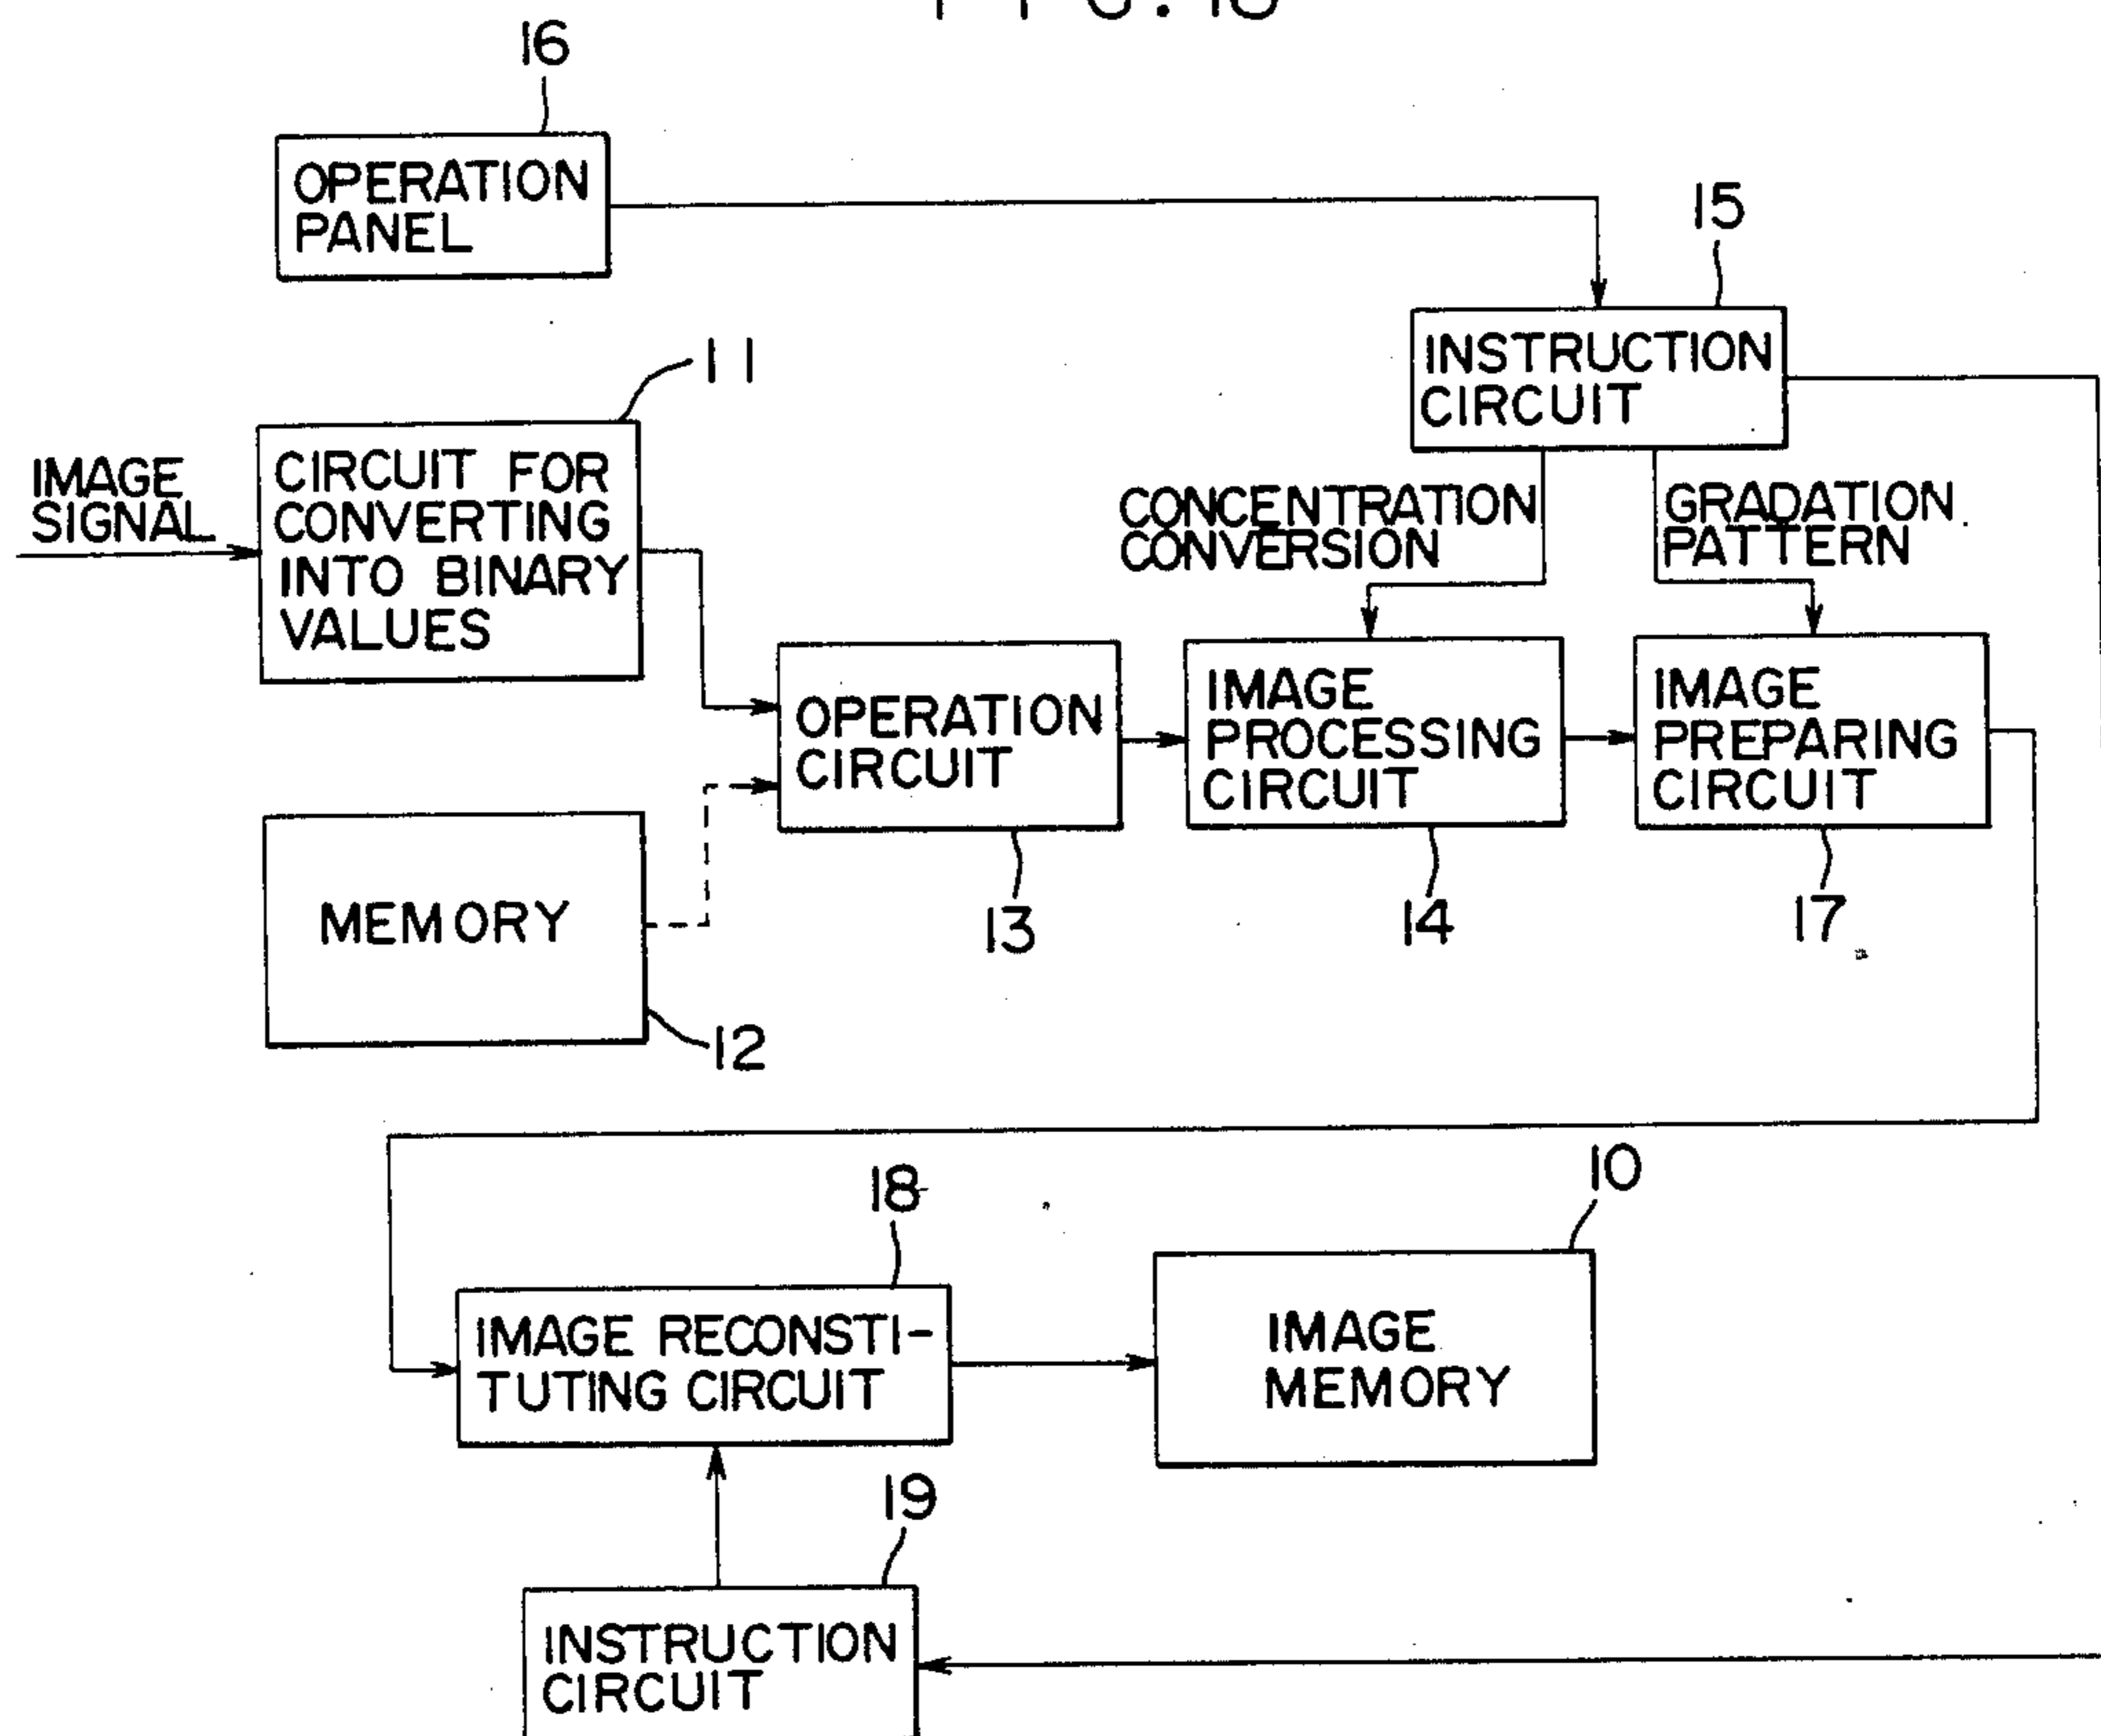 16
OPERATION
PANEL
15
INSTRUCTION
CIRCUIT
11
IMAGE
SIGNAL
CIRCUIT FOR
CONVERTING
INTO BINARY
VALUES
CONCENTRATION
CONVERSION
GRADATION
PATTERN
OPERATION
CIRCUIT
IMAGE
PROCESSING
CIRCUIT
IMAGE
PREPARING
CIRCUIT
MEMORY
13
14
17
12
18
10
IMAGE RECONSTI-
TUTING CIRCUIT
IMAGE
MEMORY
19
INSTRUCTION
CIRCUIT